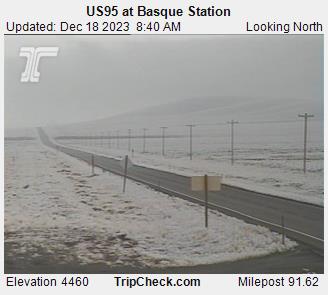 US95 at Basque Station
Updated: Dec 18 2023 8:40 AM Looking North
Elevation 4460 TripCheck.com Milepost 91.62